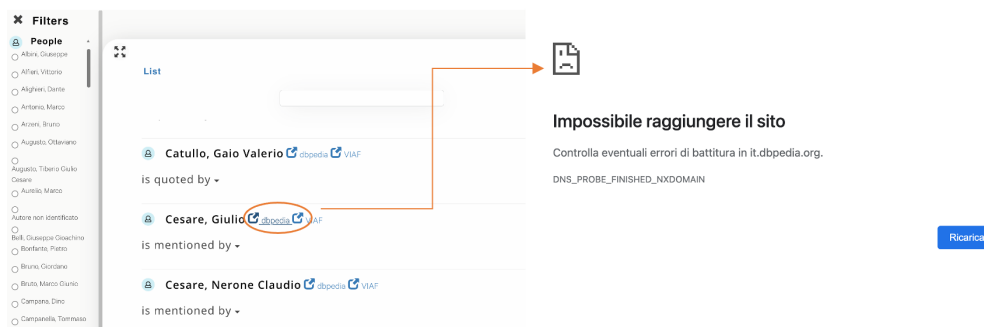 ✖ Filters
People
Albini, Giuseppe
Alfieri, Vittorio
Alighieri, Dante
Antonio, Marco
Arzeni, Bruno
Augusto, Ottaviano
Augusto, Tiberio Giulio
Cesare
Aurelio, Marco
Autore non identificato
Belli, Giuseppe Gioachino
Bonfante, Pietro
Bruno, Giordano
Bruto, Marco Giunio
Campana, Dino
Campanella, Tommaso
List
Catullo, Gaio Valerio dbpedia VIAF
is quoted by
Cesare, Giulio dbpedia VIAF
is mentioned by
Cesare, Nerone Claudio dbpedia VIAF
is mentioned by
Impossibile raggiungere il sito
Controlla eventuali errori di battitura in it.dbpedia.org.
DNS_PROBE_FINISHED_NXDOMAIN
Ricarica